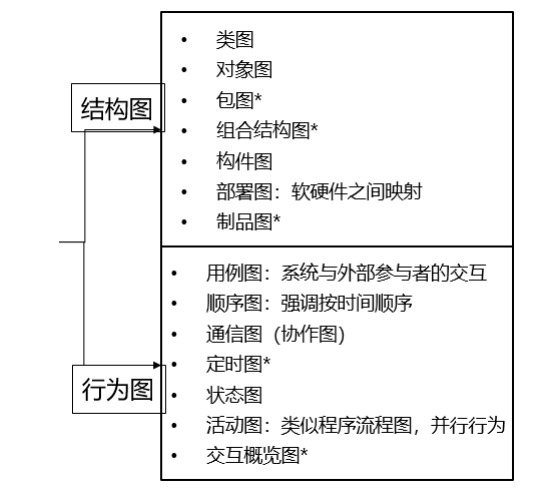 结构图
• 类图
• 对象图
• 包图*
• 组合结构图*
• 构件图
• 部署图：软硬件之间映射
• 制品图*
行为图
• 用例图：系统与外部参与者的交互
• 顺序图：强调按时间顺序
• 通信图（协作图）
• 定时图*
• 状态图
• 活动图：类似程序流程图，并行行为
• 交互概览图*